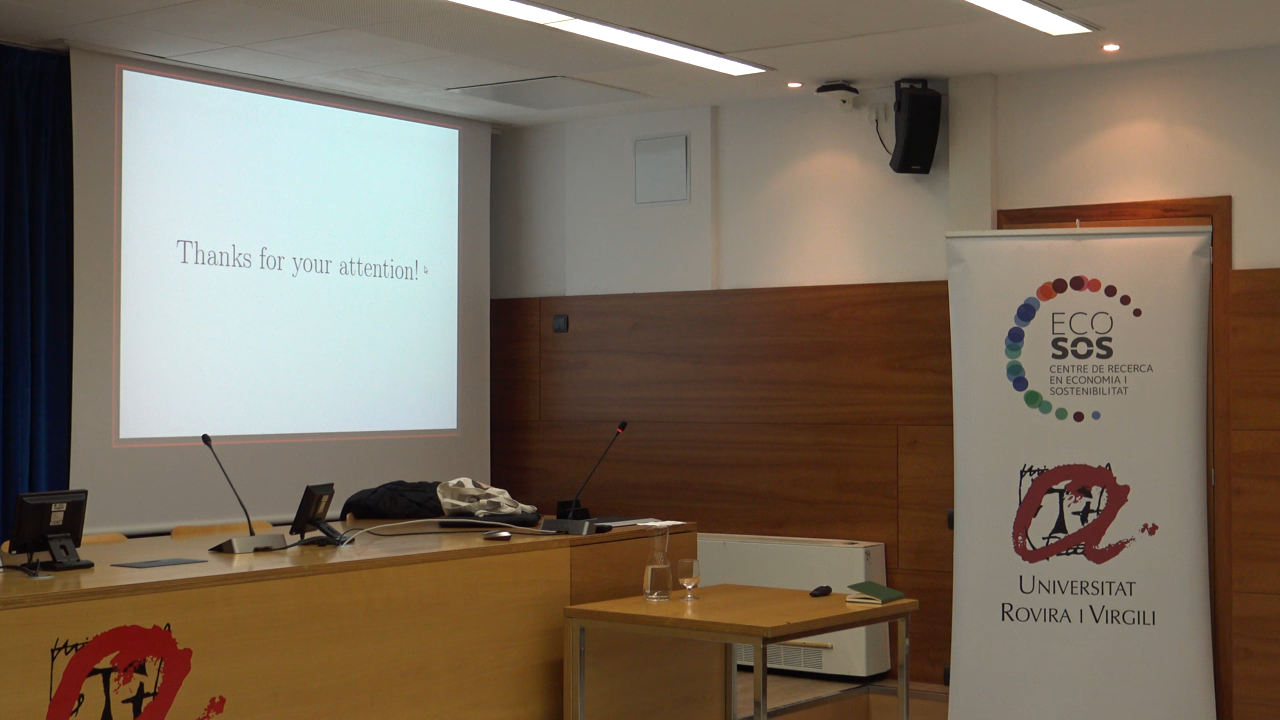 Thanks for your attention!
ECO
SOS
CENTRE DE RECERCA
EN ECONOMIA I
SOSTENIBILITAT
UNIVERSITAT
ROVIRA I VIRGILI